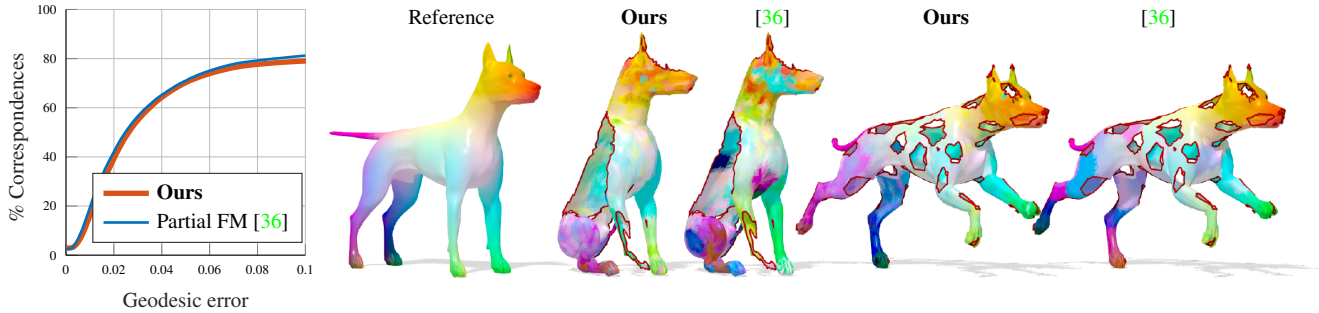 % Correspondences
100
80
60
40
20
0
0
0.02
0.04
0.06
0.08
0.1
Geodesic error
Ours
Partial FM [36]
Reference
Ours
[36]
Ours
[36]